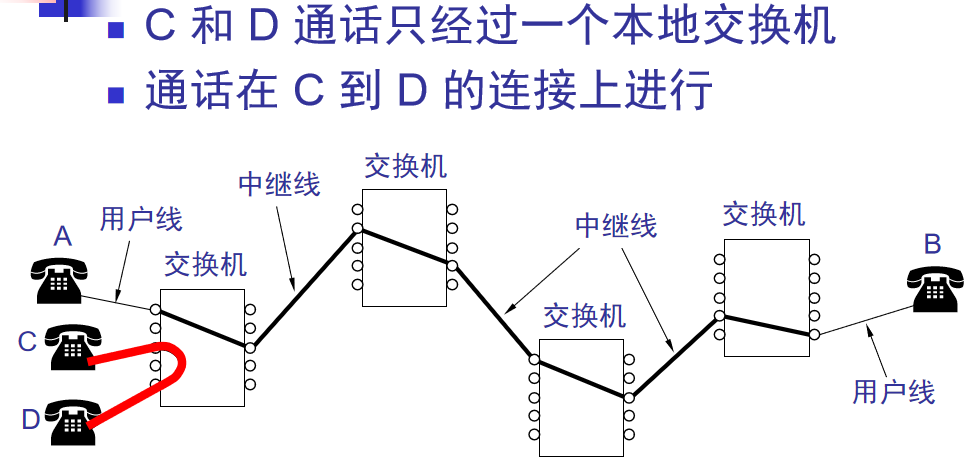 C 和 D 通话只经过一个本地交换机
通话在 C 到 D 的连接上进行
交换机
中继线
用户线
A
交换机
C
D
中继线
交换机
交换机
B
用户线